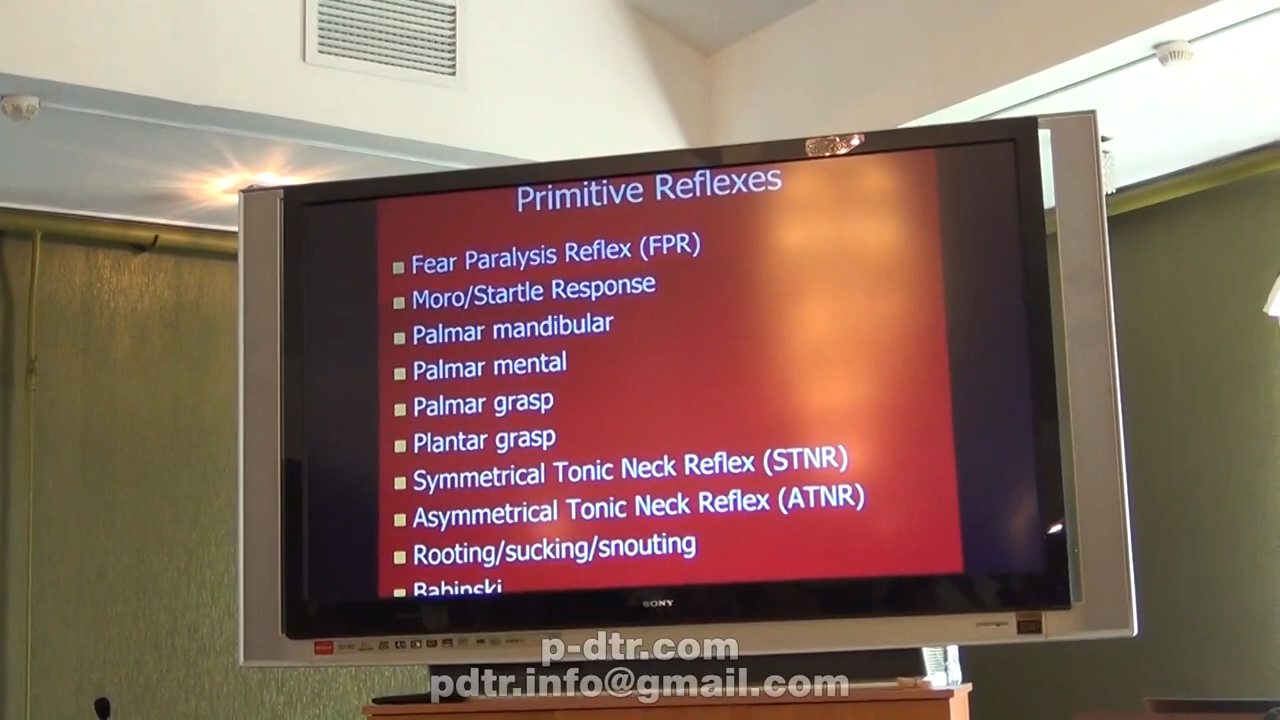 Primitive Reflexes
Fear Paralysis Reflex (FPR)
Moro/Startle Response
Palmar mandibular
Palmar mental
Palmar grasp
Plantar grasp
Symmetrical Tonic Neck Reflex (STNR)
Asymmetrical Tonic Neck Reflex (ATNR)
Rooting/sucking/snouting
Babinski
SONY
p-dtr.com
pdtr.info@gmail.com